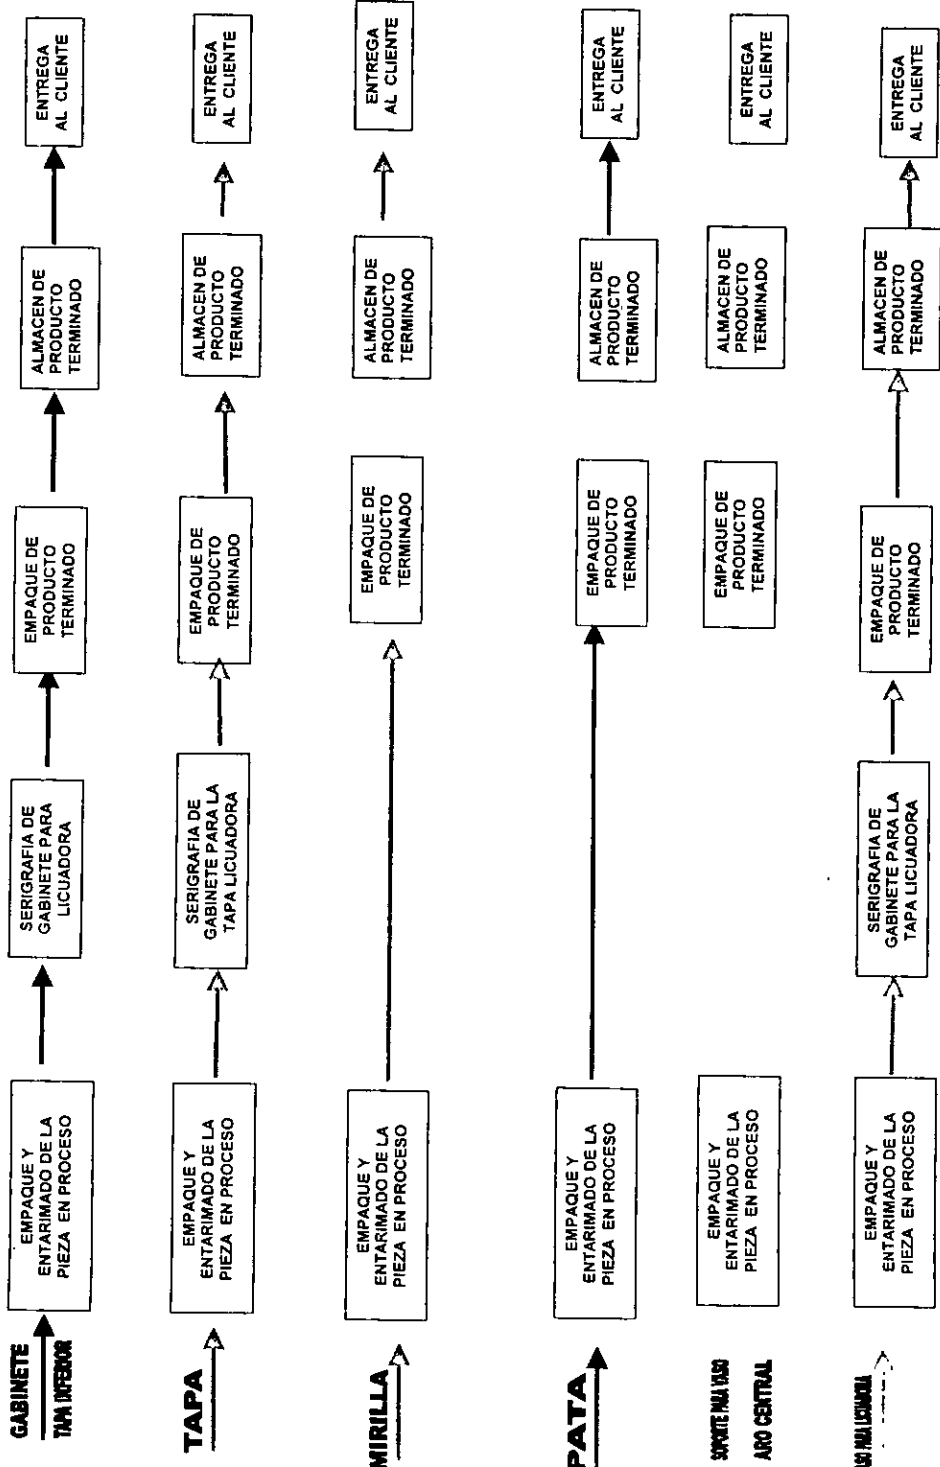 GABINETE
TAPA INFERIOR
EMPAQUE Y
ENTARIMADO DE LA
PIEZA EN PROCESO
SERIGRAFIA DE
GABINETE PARA
LICUADORA
EMPAQUE DE
PRODUCTO
TERMINADO
ALMACEN DE
PRODUCTO
TERMINADO
ENTREGA
AL CLIENTE
TAPA
EMPAQUE Y
ENTARIMADO DE LA
PIEZA EN PROCESO
SERIGRAFIA DE
GABINETE PARA LA
TAPA LICUADORA
EMPAQUE DE
PRODUCTO
TERMINADO
ALMACEN DE
PRODUCTO
TERMINADO
ENTREGA
AL CLIENTE
MIRILLA
EMPAQUE Y
ENTARIMADO DE LA
PIEZA EN PROCESO
EMPAQUE DE
PRODUCTO
TERMINADO
ALMACEN DE
PRODUCTO
TERMINADO
ENTREGA
AL CLIENTE
PATA
EMPAQUE Y
ENTARIMADO DE LA
PIEZA EN PROCESO
EMPAQUE DE
PRODUCTO
TERMINADO
ALMACEN DE
PRODUCTO
TERMINADO
ENTREGA
AL CLIENTE
SOPORTE PARA VASO
ARO CENTRAL
EMPAQUE Y
ENTARIMADO DE LA
PIEZA EN PROCESO
EMPAQUE DE
PRODUCTO
TERMINADO
ALMACEN DE
PRODUCTO
TERMINADO
ENTREGA
AL CLIENTE
PARA LICUADORA
EMPAQUE Y
ENTARIMADO DE LA
PIEZA EN PROCESO
SERIGRAFIA DE
GABINETE PARA LA
TAPA LICUADORA
EMPAQUE DE
PRODUCTO
TERMINADO
ALMACEN DE
PRODUCTO
TERMINADO
ENTREGA
AL CLIENTE